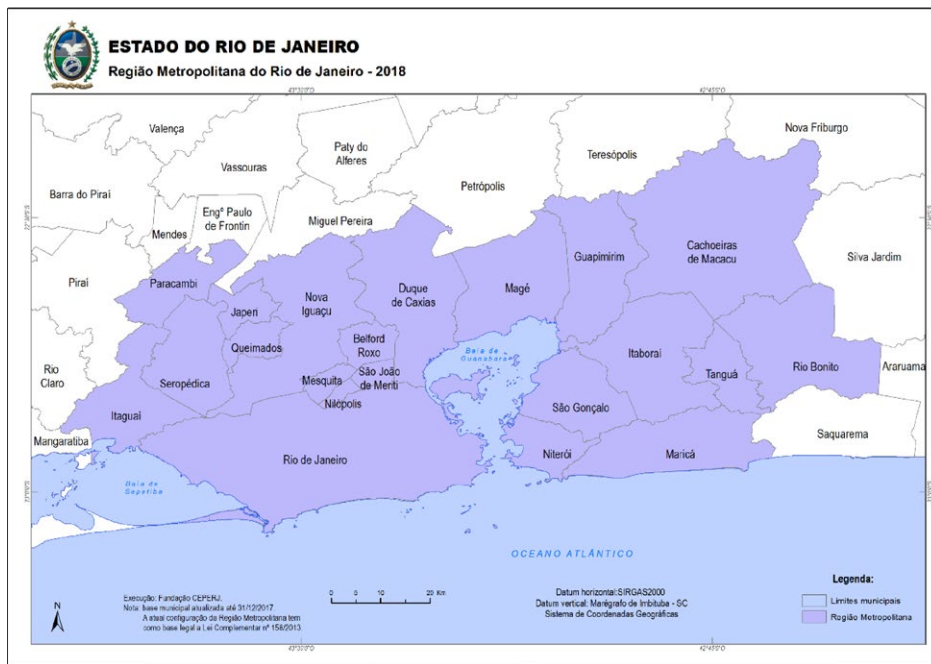 ESTADO DO RIO DE JANEIRO
Região Metropolitana do Rio de Janeiro - 2018
Valença
Paty do
Alferes
Nova Friburgo
Teresópolis
Vassouras
Petrópolis
Barra do Piraí
Engº Paulo
de Frontin
Miguel Pereira
Mendes
Cachoeiras
de Macacu
Guapimirim
Silva Jardim
Piraí
Paracambi
Nova
Iguaçu
Duque
de Caxias
Magé
Japeri
Belford
Roxo
Queimados
Baía de
Guanabara
Itaboraí
Rio
Claro
Seropédica
Mesquita
São João
de Meriti
Tanguá
Rio Bonito
Araruama
Nilópolis
São Gonçalo
Itaguaí
Mangaratiba
Saquarema
Rio de Janeiro
Niterói
Maricá
Baía de
Sepetiba
OCEANO ATLÂNTICO
Legenda:
Limites municipais
Região Metropolitana
Execução: Fundação CEPERJ.
Nota: base municipal atualizada até 31/12/2017.
A atual configuração da Região Metropolitana tem
como base legal a Lei Complementar nº 158/2013.
N
0 5 10 20 Km
Datum horizontal:SIRGAS2000
Datum vertical: Marégrafo de Imbituba - SC
Sistema de Coordenadas Geográficas